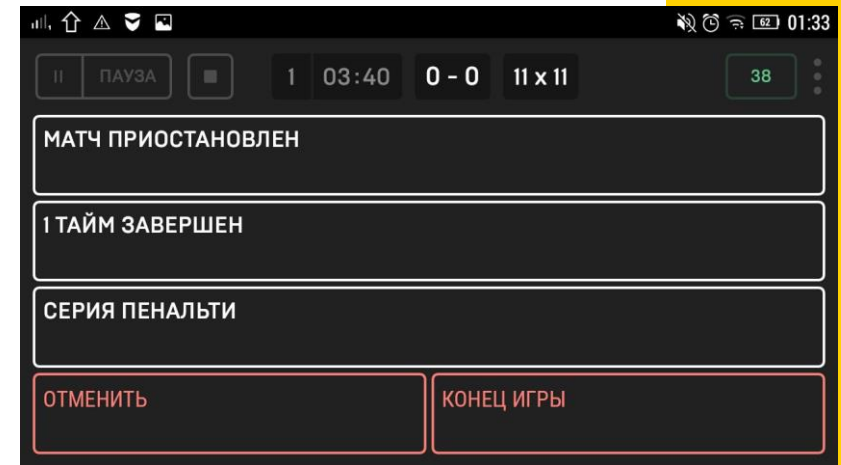 62 01:33
ПАУЗА 1 03:40 0 - 0 11 x 11 38
МАТЧ ПРИОСТАНОВЛЕН
1 ТАЙМ ЗАВЕРШЕН
СЕРИЯ ПЕНАЛЬТИ
ОТМЕНИТЬ КОНЕЦ ИГРЫ